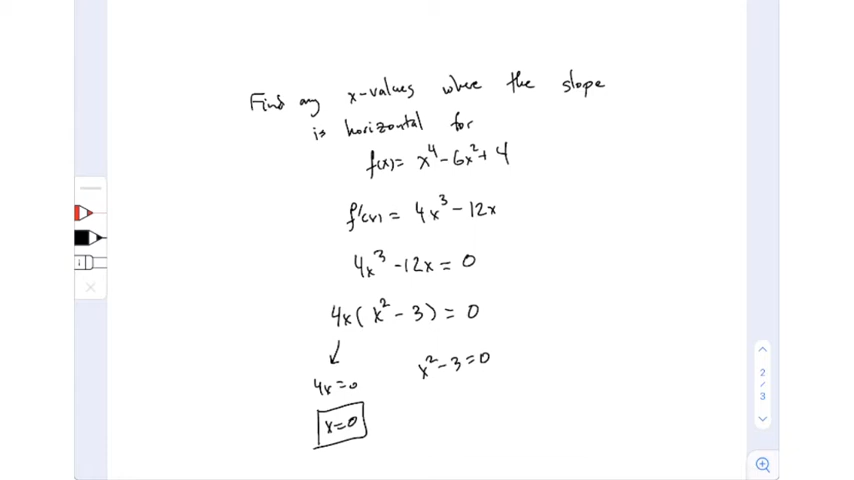 Find any x-values where the slope
is horizontal for
f(x) = x⁴ - 6x² + 4
f'(x) = 4x³ - 12x
4x³ - 12x = 0
4x(x² - 3) = 0
x² - 3 = 0
4x = 0
x = 0
2
/
3